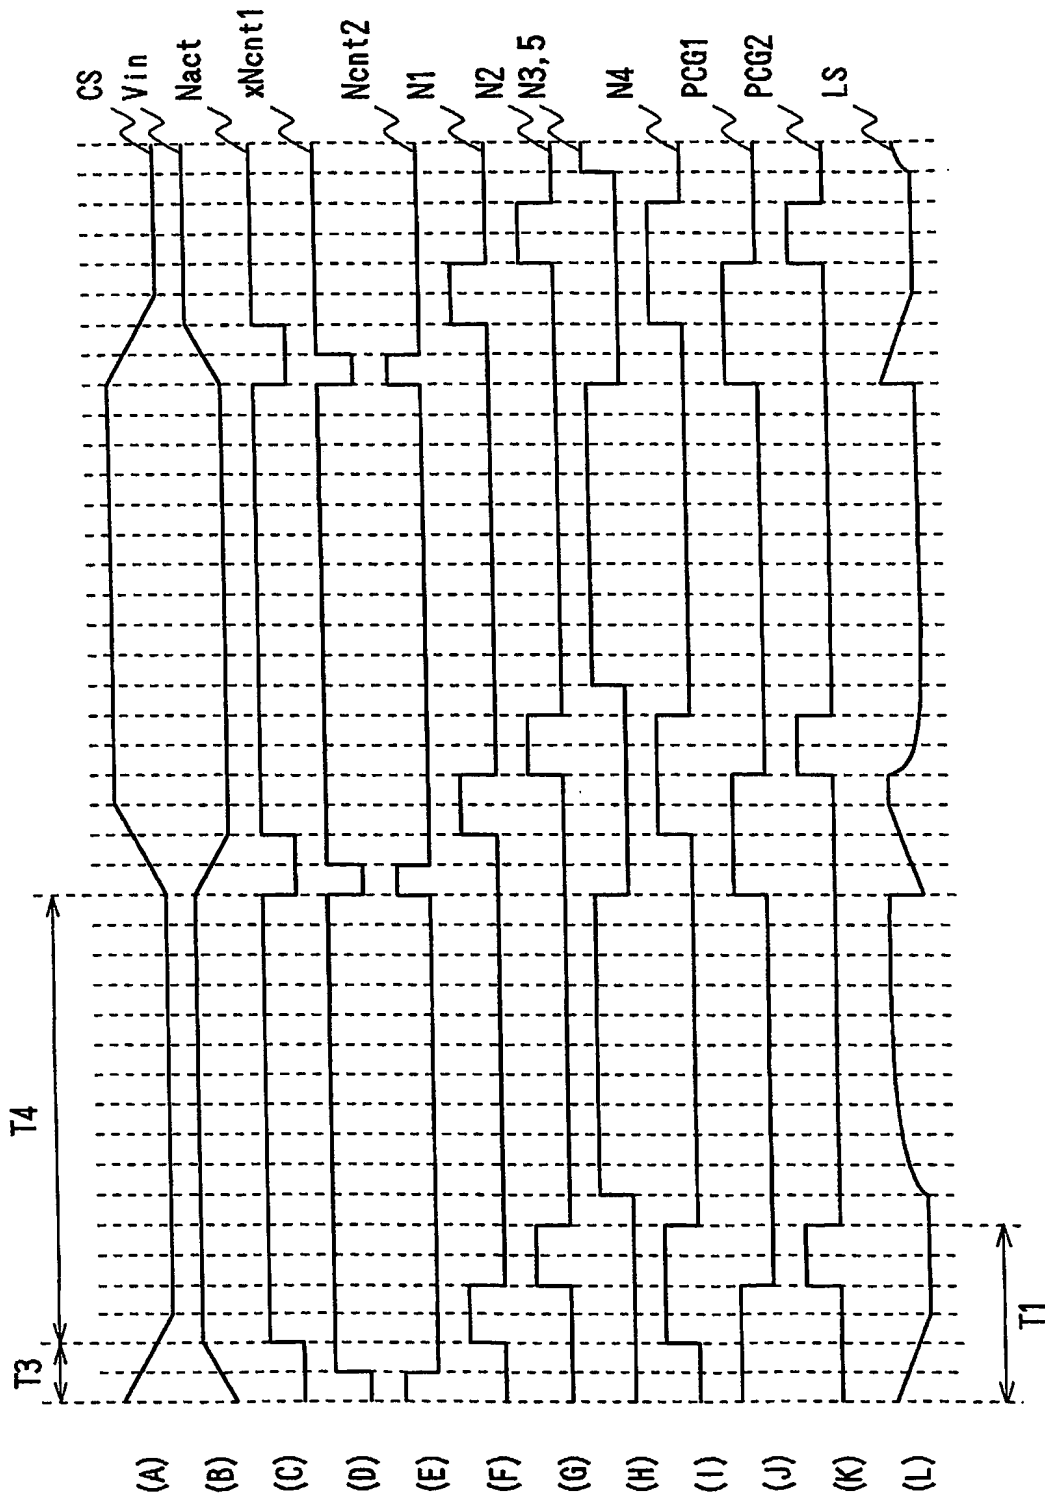 T3
T4
(A)
CS
(B)
Vin
(C)
Nact
(D)
xNcnt1
(E)
Ncnt2
(F)
N1
(G)
N2
(H)
N3, 5
(I)
N4
(J)
PCG1
(K)
PCG2
(L)
LS
T1